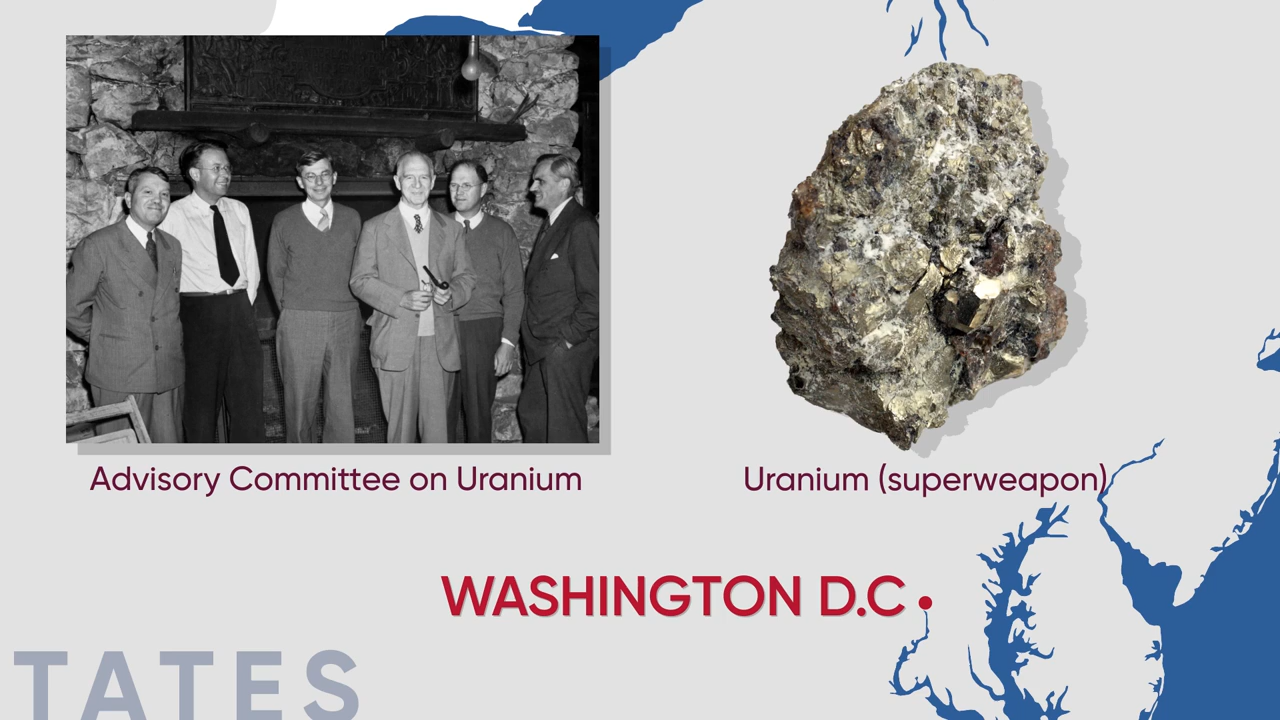 Advisory Committee on Uranium
Uranium (superweapon)
WASHINGTON D.C
TATES